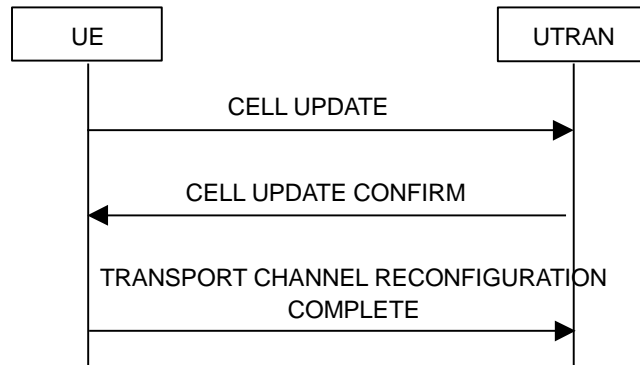 UE
UTRAN
CELL UPDATE
CELL UPDATE CONFIRM
TRANSPORT CHANNEL RECONFIGURATION
COMPLETE